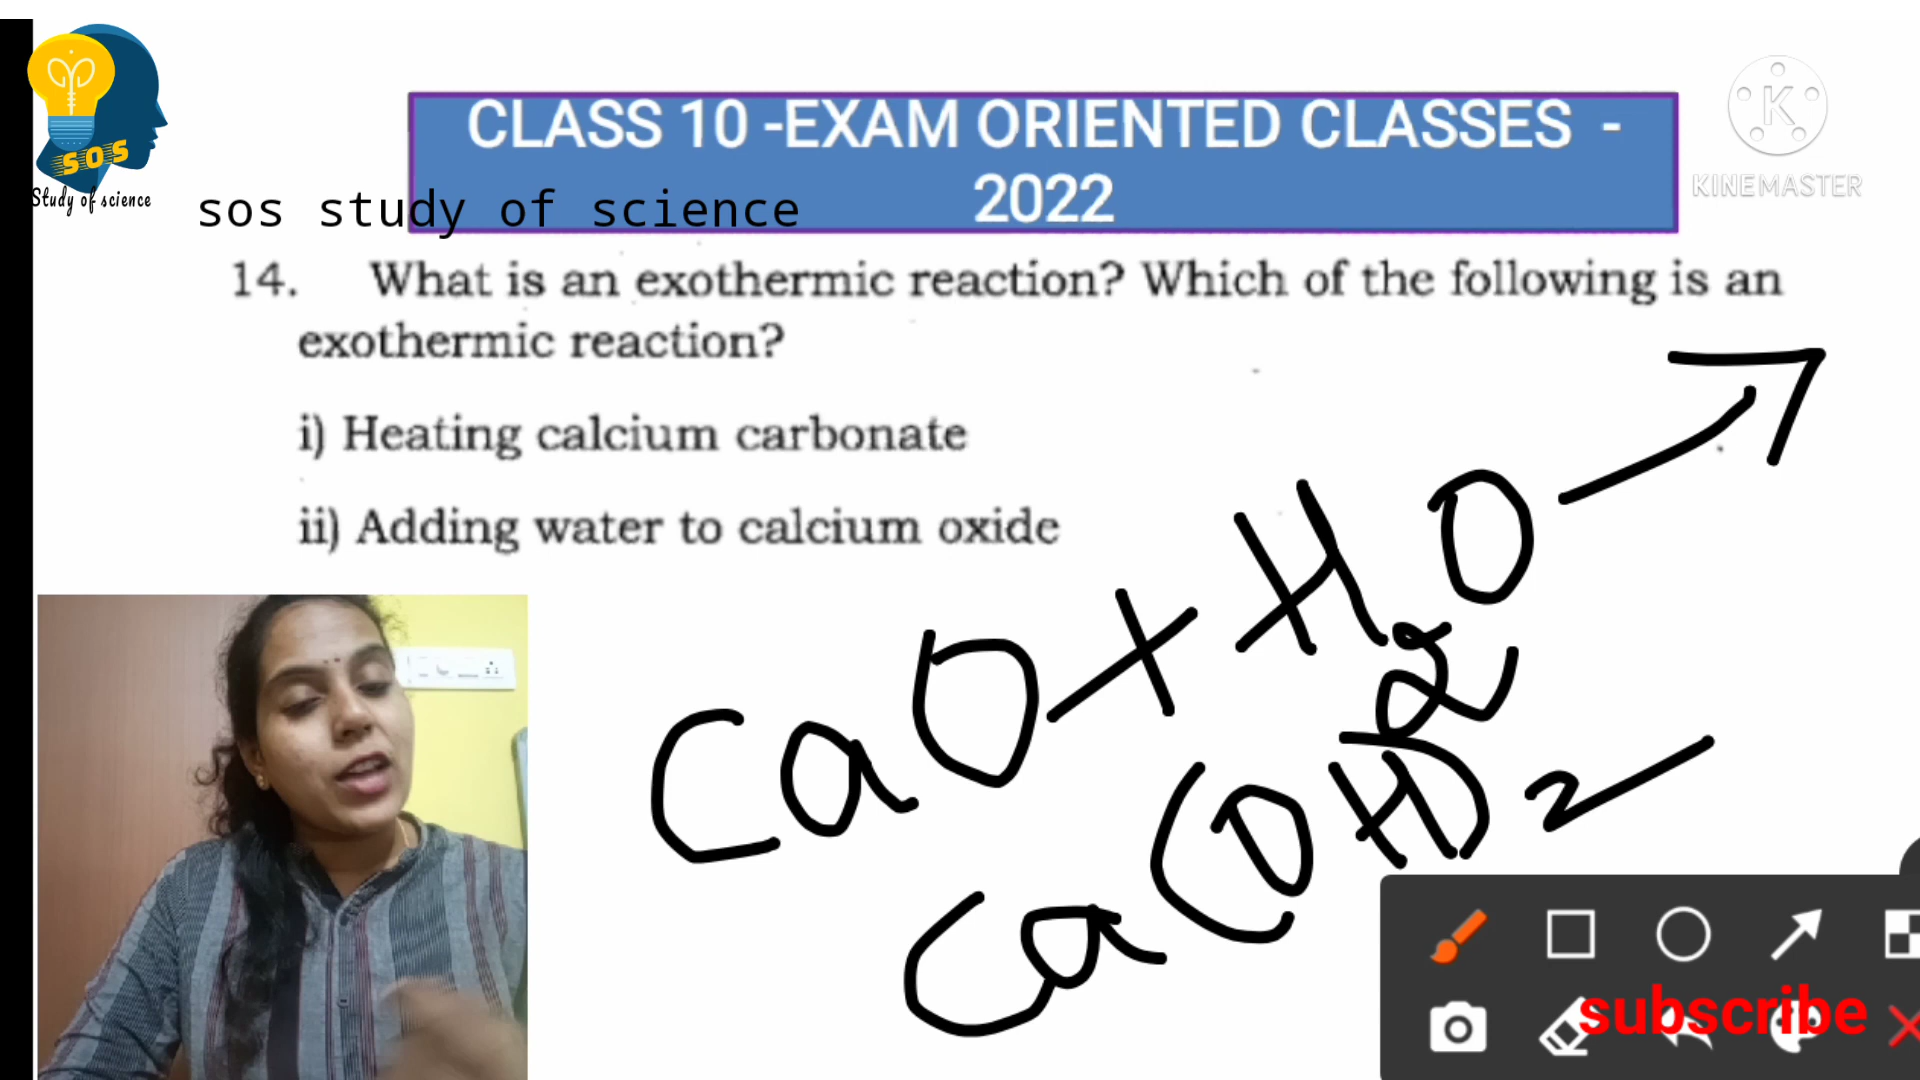 CLASS 10 -EXAM ORIENTED CLASSES -
2022
SOS
Study of science
sos study of science
KINEMASTER
14. What is an exothermic reaction? Which of the following is an
exothermic reaction?
i) Heating calcium carbonate
ii) Adding water to calcium oxide
CaO + H2O →
Ca(OH)2
subscribe